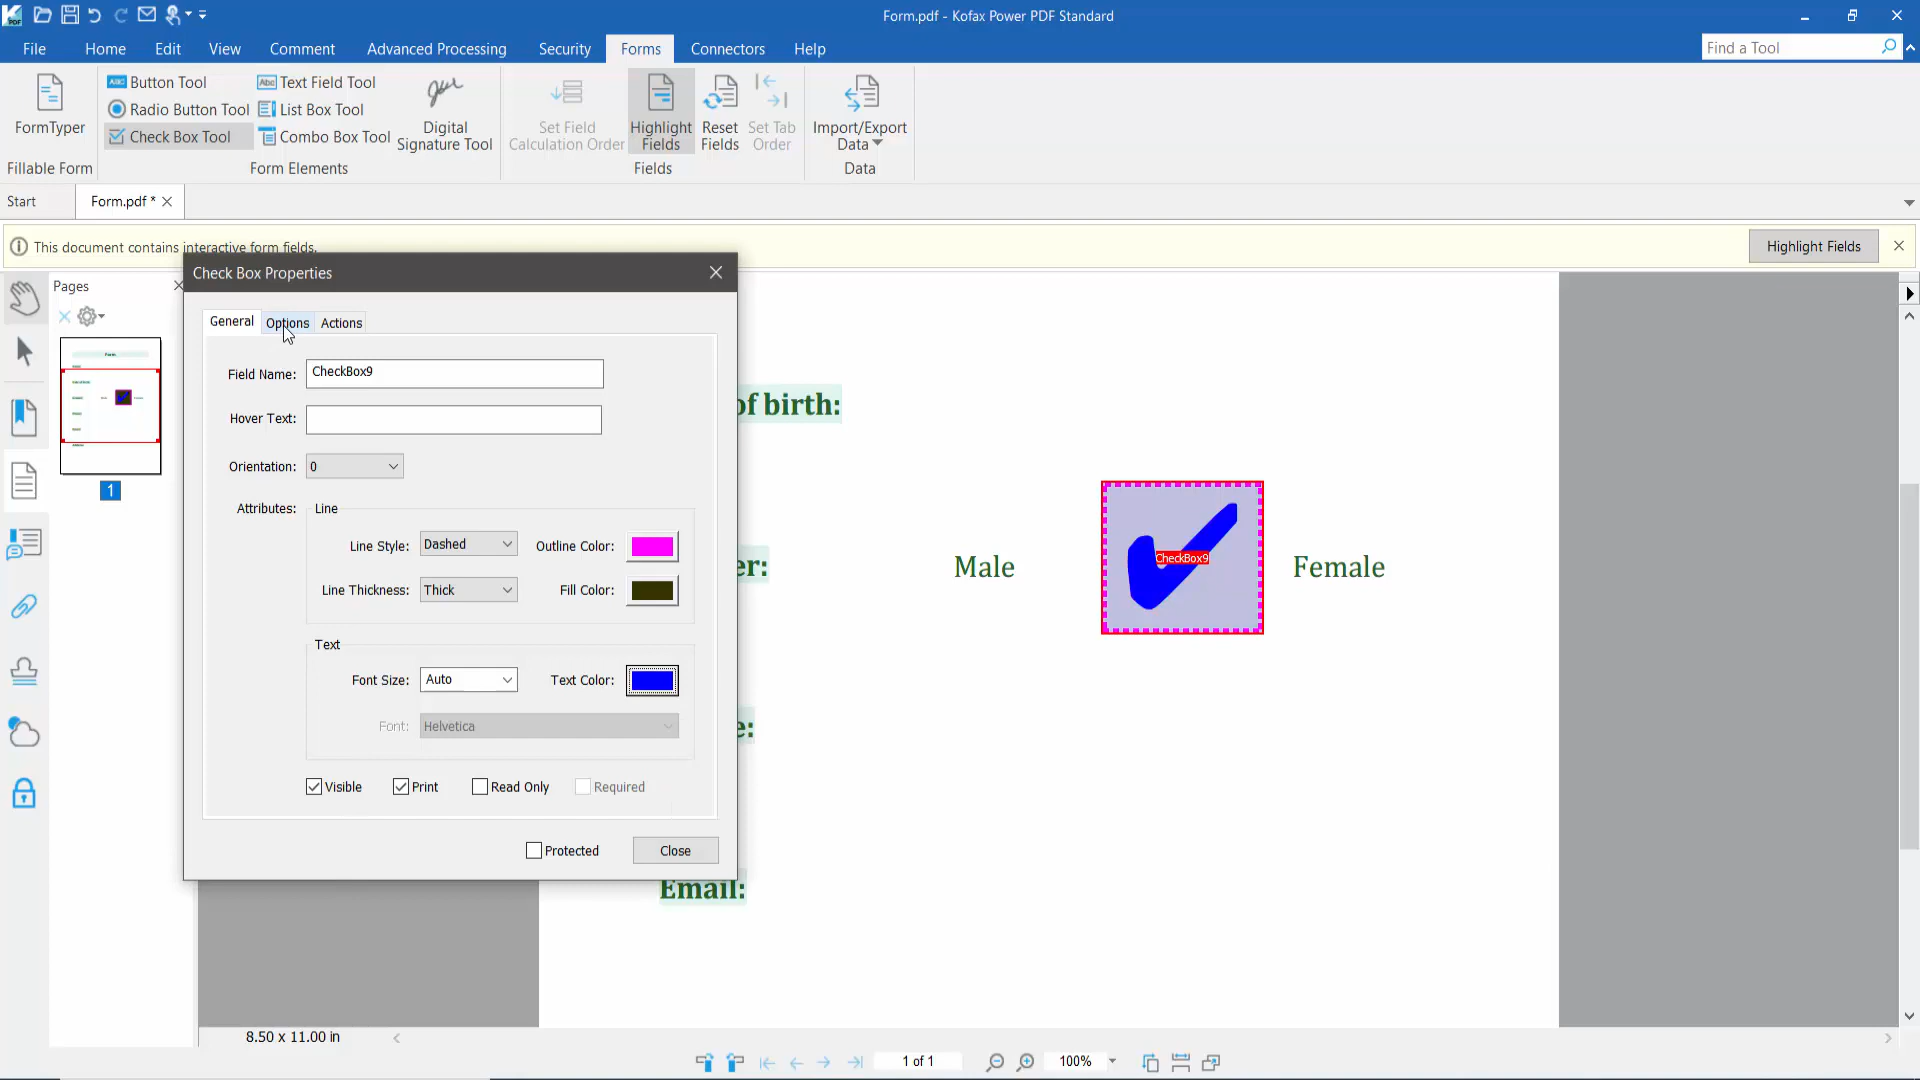 Form.pdf - Kofax Power PDF Standard
File Home Edit View Comment Advanced Processing Security Forms Connectors Help
Find a Tool
FormTyper
Fillable Form
Button Tool
Radio Button Tool
Check Box Tool
Text Field Tool
List Box Tool
Combo Box Tool
Digital
Signature Tool
Form Elements
Set Field
Calculation Order
Highlight
Fields
Reset
Fields
Set Tab
Order
Fields
Import/Export
Data
Data
Start
Form.pdf *
This document contains interactive form fields.
Highlight Fields
Pages
1
Check Box Properties
General Options Actions
Field Name: CheckBox9
Hover Text:
Orientation: 0
Attributes: Line
Line Style: Dashed Outline Color:
Line Thickness: Thick Fill Color:
Text
Font Size: Auto Text Color:
Font: Helvetica
Visible Print Read Only Required
Protected Close
of birth:
er: Male CheckBox9 Female
e:
Email:
8.50 x 11.00 in
1 of 1
100%